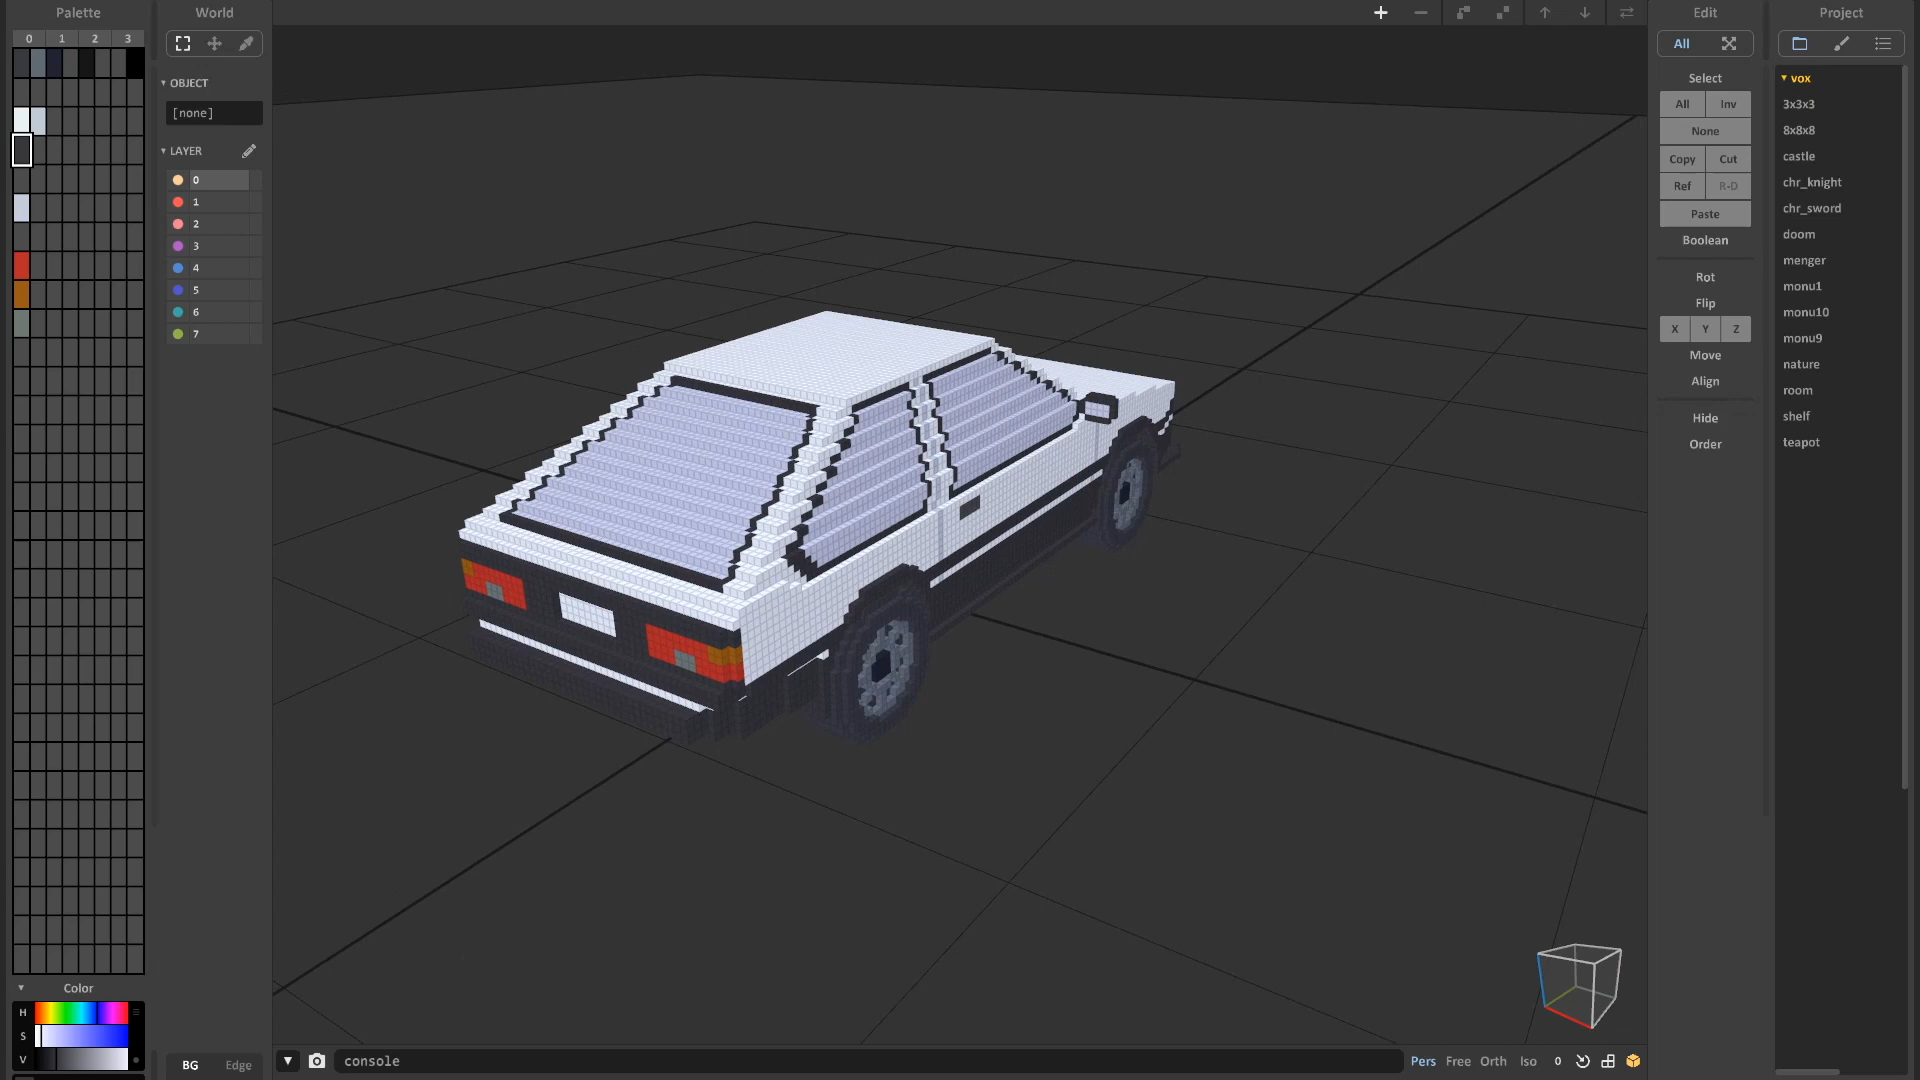 Palette
0 1 2 3
Color
H
S
V
World
OBJECT
[none]
LAYER
0
1
2
3
4
5
6
7
BG Edge
console
Pers Free Orth Iso 0
Edit
All
Select
All Inv
None
Copy Cut
Ref R-D
Paste
Boolean
Rot
Flip
X Y Z
Move
Align
Hide
Order
Project
vox
3x3x3
8x8x8
castle
chr_knight
chr_sword
doom
menger
monu1
monu10
monu9
nature
room
shelf
teapot